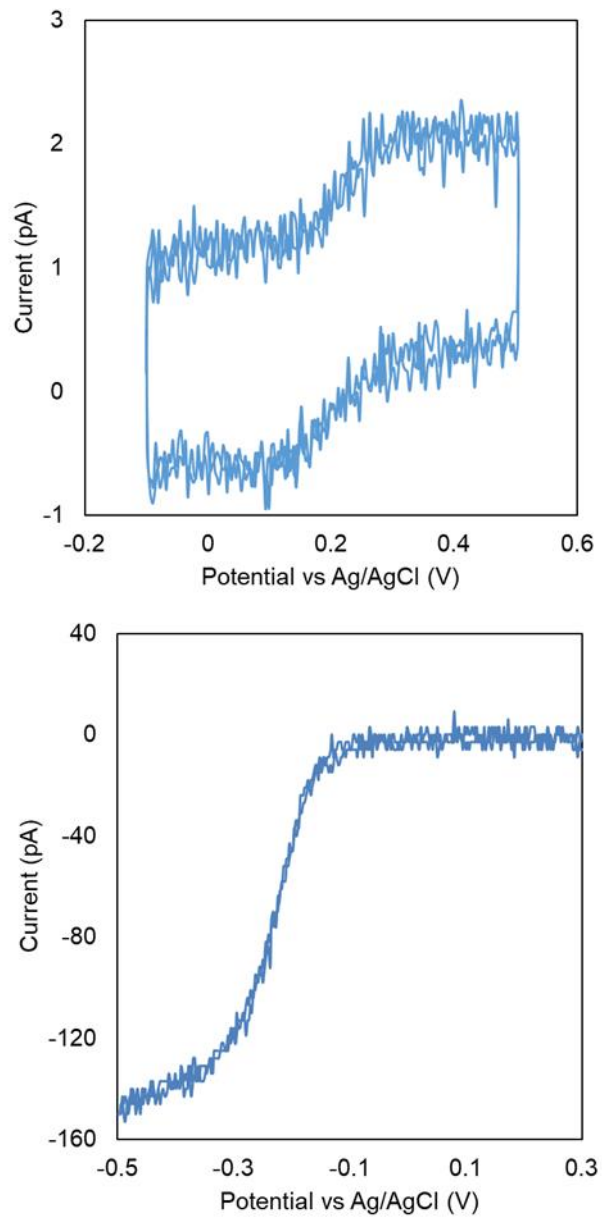 3
2
1
0
-1
Current (pA)
-0.2 0 0.2 0.4 0.6
Potential vs Ag/AgCl (V)
40
0
-40
-80
-120
-160
Current (pA)
-0.5 -0.3 -0.1 0.1 0.3
Potential vs Ag/AgCl (V)